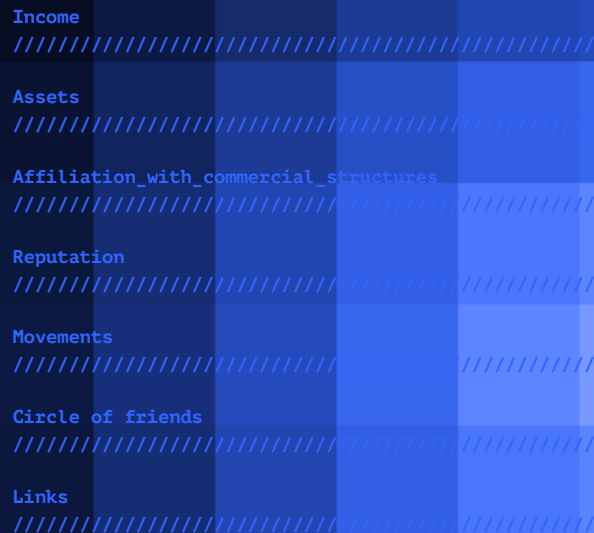 Income
////////////////////////////////////////////////////
Assets
////////////////////////////////////////////////////
Affiliation_with_commercial_structures
////////////////////////////////////////////////////
Reputation
////////////////////////////////////////////////////
Movements
////////////////////////////////////////////////////
Circle of friends
////////////////////////////////////////////////////
Links
////////////////////////////////////////////////////